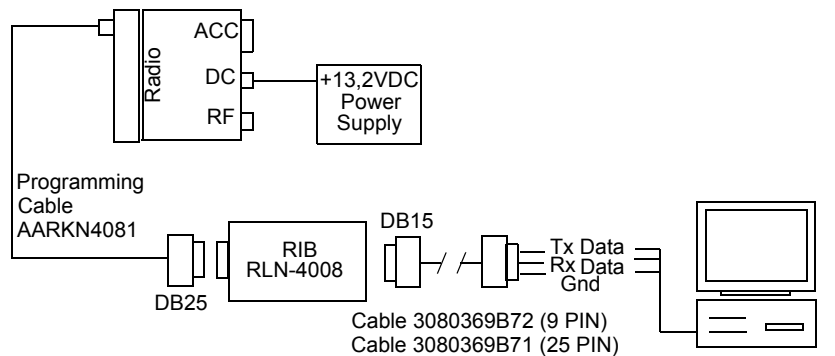 ACC
DC
RF
Radio
+13,2VDC
Power
Supply
Programming
Cable
AARKN4081
DB25
RIB
RLN-4008
DB15
Tx Data
Rx Data
Gnd
Cable 3080369B72 (9 PIN)
Cable 3080369B71 (25 PIN)